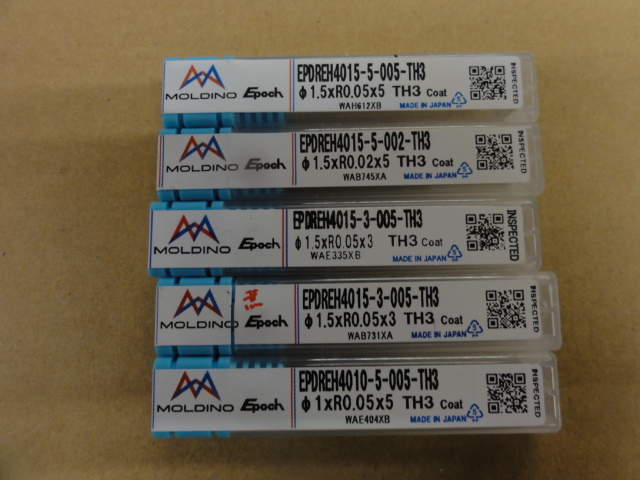 MOLDINO Epoch
EPDREH4015-5-005-TH3
φ1.5xR0.05x5 TH3 Coat
WAH612XB
MADE IN JAPAN
INSPECTED
MOLDINO Epoch
EPDREH4015-5-002-TH3
φ1.5xR0.02x5 TH3 Coat
WAB745XA
MADE IN JAPAN
INSPECTED
MOLDINO Epoch
EPDREH4015-3-005-TH3
φ1.5xR0.05x3 TH3 Coat
WAE335XB
MADE IN JAPAN
INSPECTED
MOLDINO Epoch
EPDREH4015-3-005-TH3
φ1.5xR0.05x3 TH3 Coat
WAB731XA
MADE IN JAPAN
INSPECTED
MOLDINO Epoch
EPDREH4010-5-005-TH3
φ1xR0.05x5 TH3 Coat
WAE404XB
MADE IN JAPAN
INSPECTED